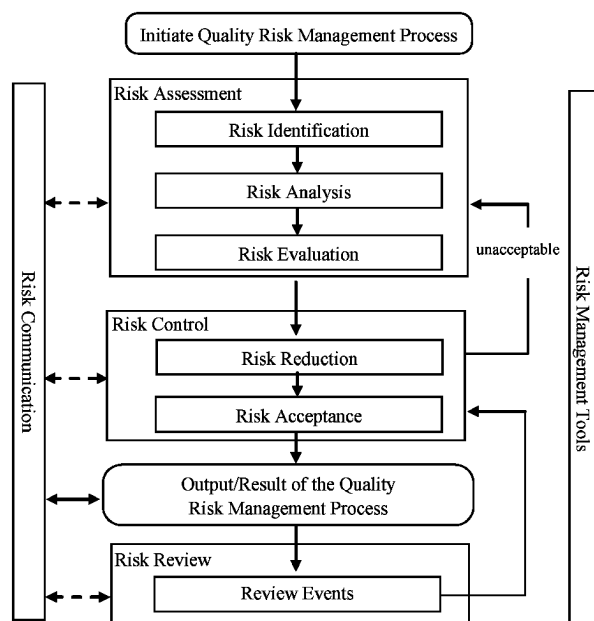 Initiate Quality Risk Management Process
Risk Assessment
Risk Identification
Risk Analysis
Risk Evaluation
unacceptable
Risk Communication
Risk Management Tools
Risk Control
Risk Reduction
Risk Acceptance
Output/Result of the Quality
Risk Management Process
Risk Review
Review Events